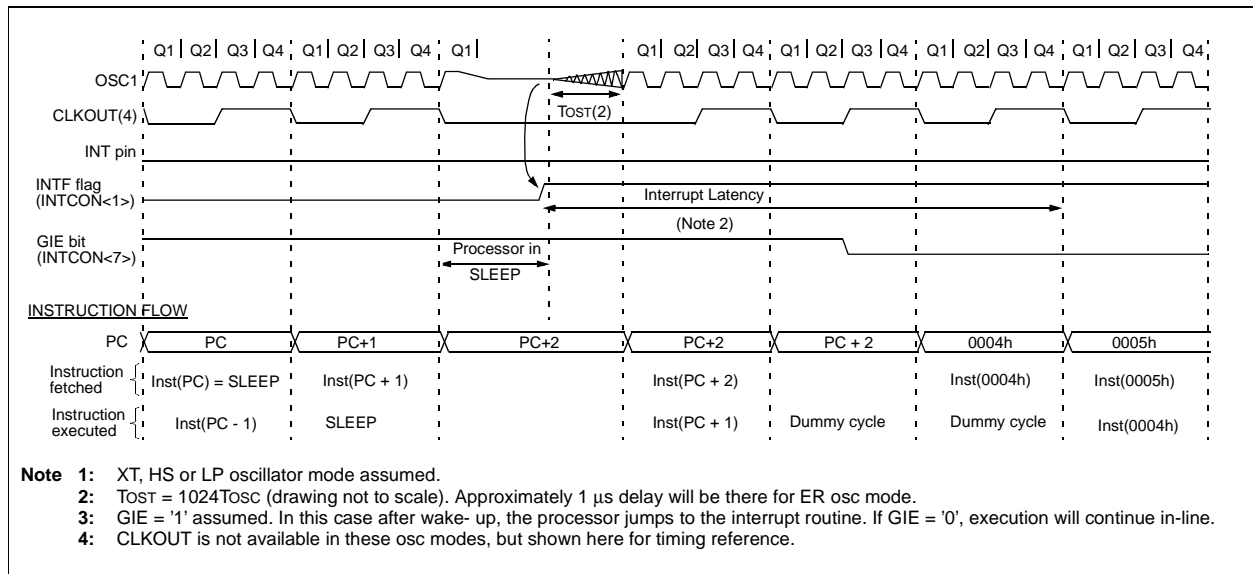 Q1 Q2 Q3 Q4 Q1 Q2 Q3 Q4 Q1 Q1 Q2 Q3 Q4 Q1 Q2 Q3 Q4 Q1 Q2 Q3 Q4 Q1 Q2 Q3 Q4
OSC1
TOST(2)
CLKOUT(4)
INT pin
INTF flag
(INTCON<1>)
Interrupt Latency
(Note 2)
GIE bit
(INTCON<7>)
Processor in
SLEEP
INSTRUCTION FLOW
PC PC PC+1 PC+2 PC+2 PC + 2 0004h 0005h
Instruction
fetched
Inst(PC) = SLEEP Inst(PC + 1) Inst(PC + 2) Inst(0004h) Inst(0005h)
Instruction
executed
Inst(PC - 1) SLEEP Inst(PC + 1) Dummy cycle Dummy cycle Inst(0004h)
Note 1: XT, HS or LP oscillator mode assumed.
2: TOST = 1024TOSC (drawing not to scale). Approximately 1 µs delay will be there for ER osc mode.
3: GIE = '1' assumed. In this case after wake- up, the processor jumps to the interrupt routine. If GIE = '0', execution will continue in-line.
4: CLKOUT is not available in these osc modes, but shown here for timing reference.